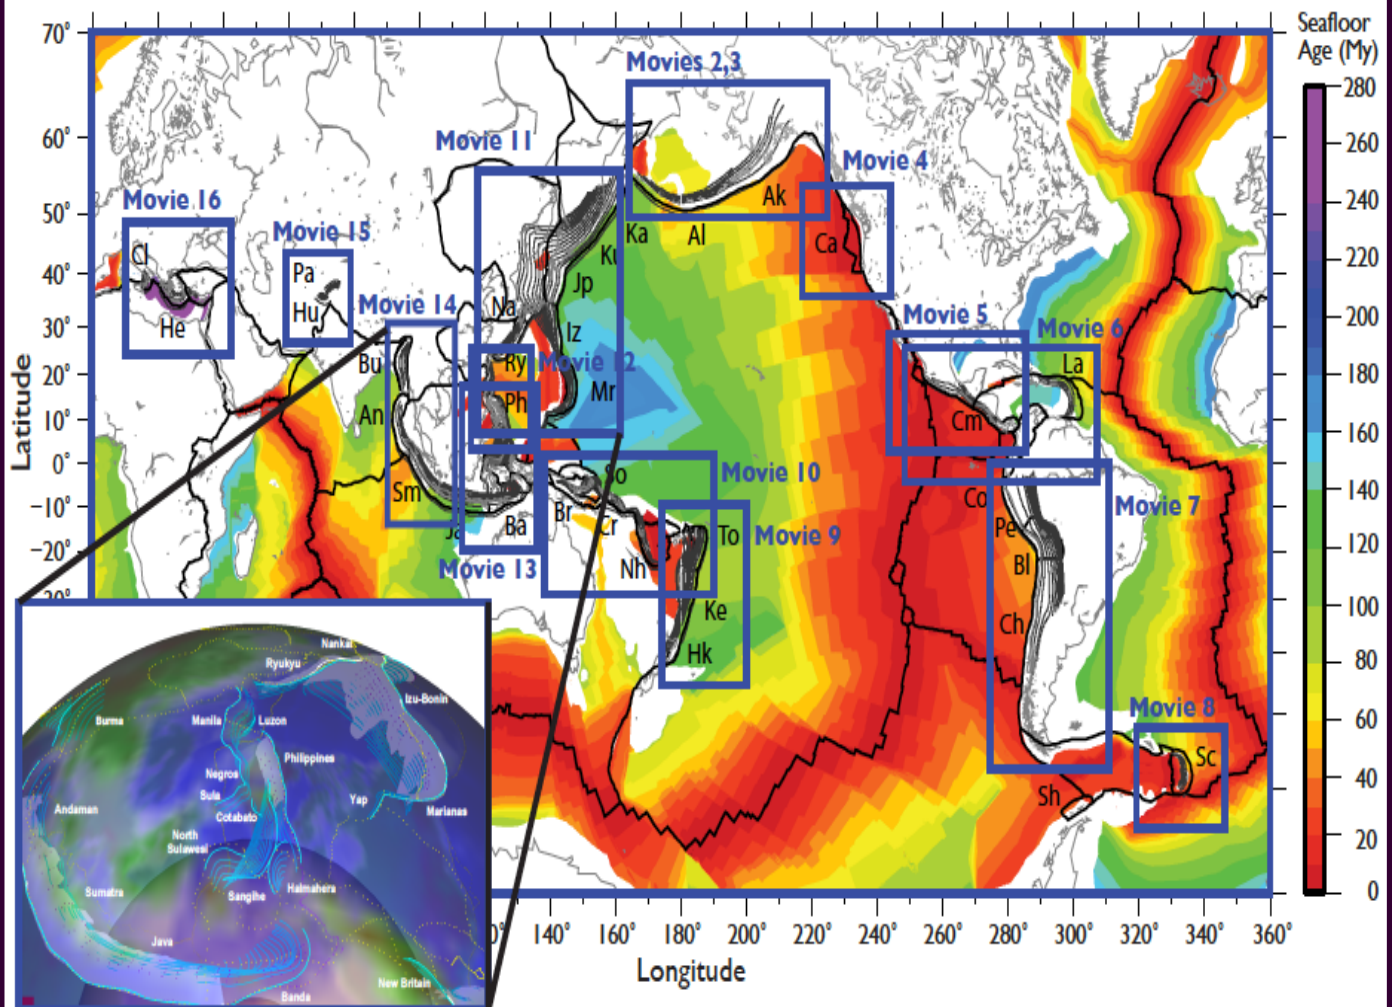 Seafloor
Age (My)
70°
60°
50°
40°
30°
20°
10°
0°
−10°
−20°
Latitude
280
260
240
220
200
180
160
140
120
100
80
60
40
20
0
Movies 2,3
Movie 11
Movie 4
Movie 16
Movie 15
Movie 14
Movie 5
Movie 6
Movie 12
Movie 10
Movie 9
Movie 7
Movie 13
Movie 8
Ak
Ka
Al
Ca
Cl
He
Pa
Hu
Jp
Na
Iz
Bu
Ry
Mr
Ph
An
La
Cm
Sm
Co
Ba
Br
Cr
To
Pe
Nh
Bl
Ke
Ch
Hk
Sc
Sh
140° 160° 180° 200° 220° 240° 260° 280° 300° 320° 340° 360°
Longitude
Nankai
Ryukyu
Izu-Bonin
Burma
Manila
Luzon
Philippines
Negros
Sula
Yap
Marianas
Andaman
Cotabato
North
Sulawesi
Sumatra
Sangihe
Halmahera
Java
New Britain
Banda